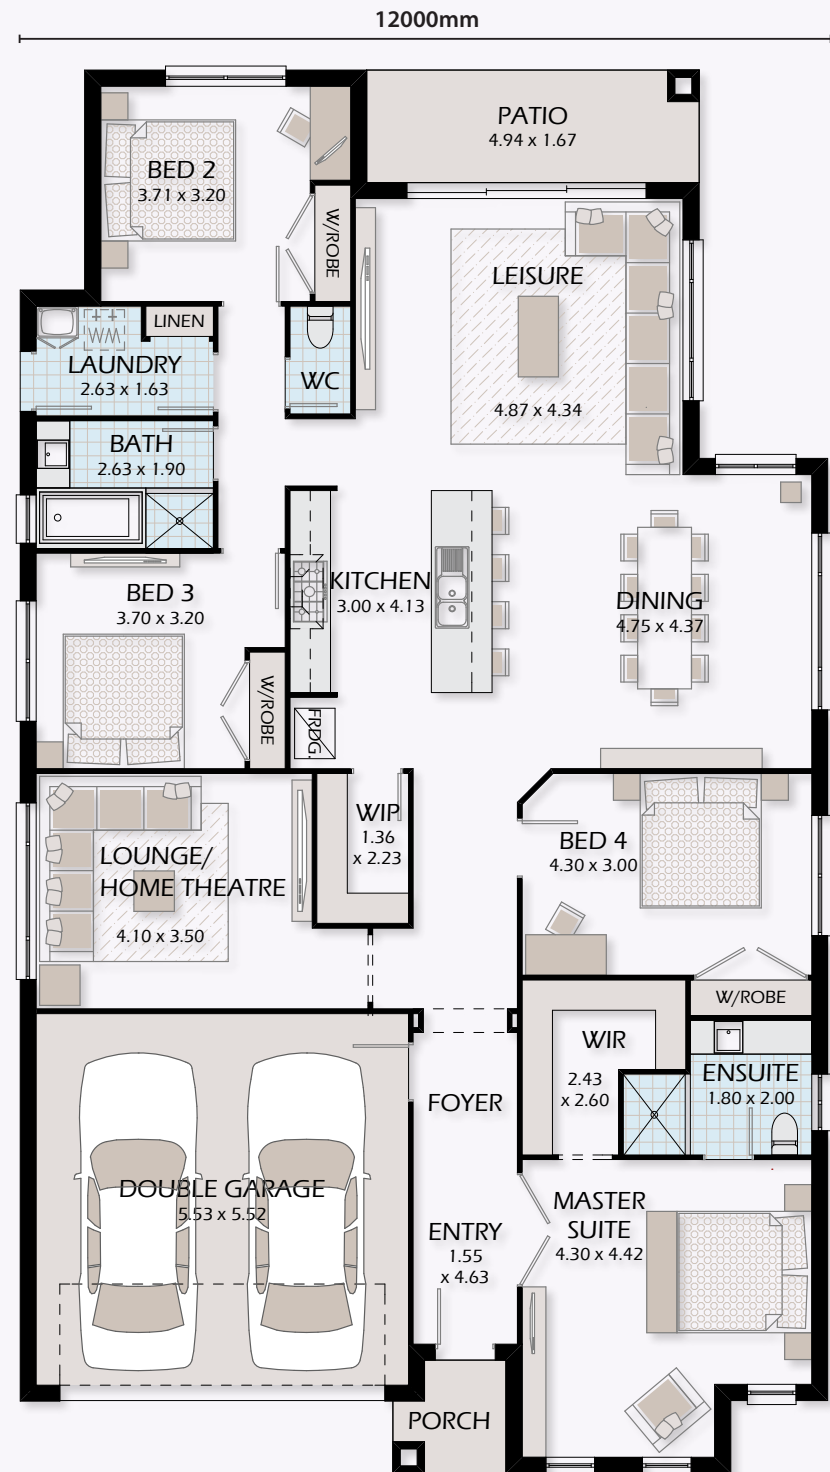 12000mm
PATIO
4.94 x 1.67
BED 2
3.71 x 3.20
W/ROBE
LEISURE
4.87 x 4.34
LINEN
LAUNDRY
2.63 x 1.63
WC
BATH
2.63 x 1.90
BED 3
3.70 x 3.20
W/ROBE
KITCHEN
3.00 x 4.13
FRDG.
DINING
4.75 x 4.37
WIP
1.36
x 2.23
LOUNGE/
HOME THEATRE
4.10 x 3.50
BED 4
4.30 x 3.00
W/ROBE
WIR
2.43
x 2.60
ENSUITE
1.80 x 2.00
FOYER
DOUBLE GARAGE
5.53 x 5.52
ENTRY
1.55
x 4.63
MASTER
SUITE
4.30 x 4.42
PORCH